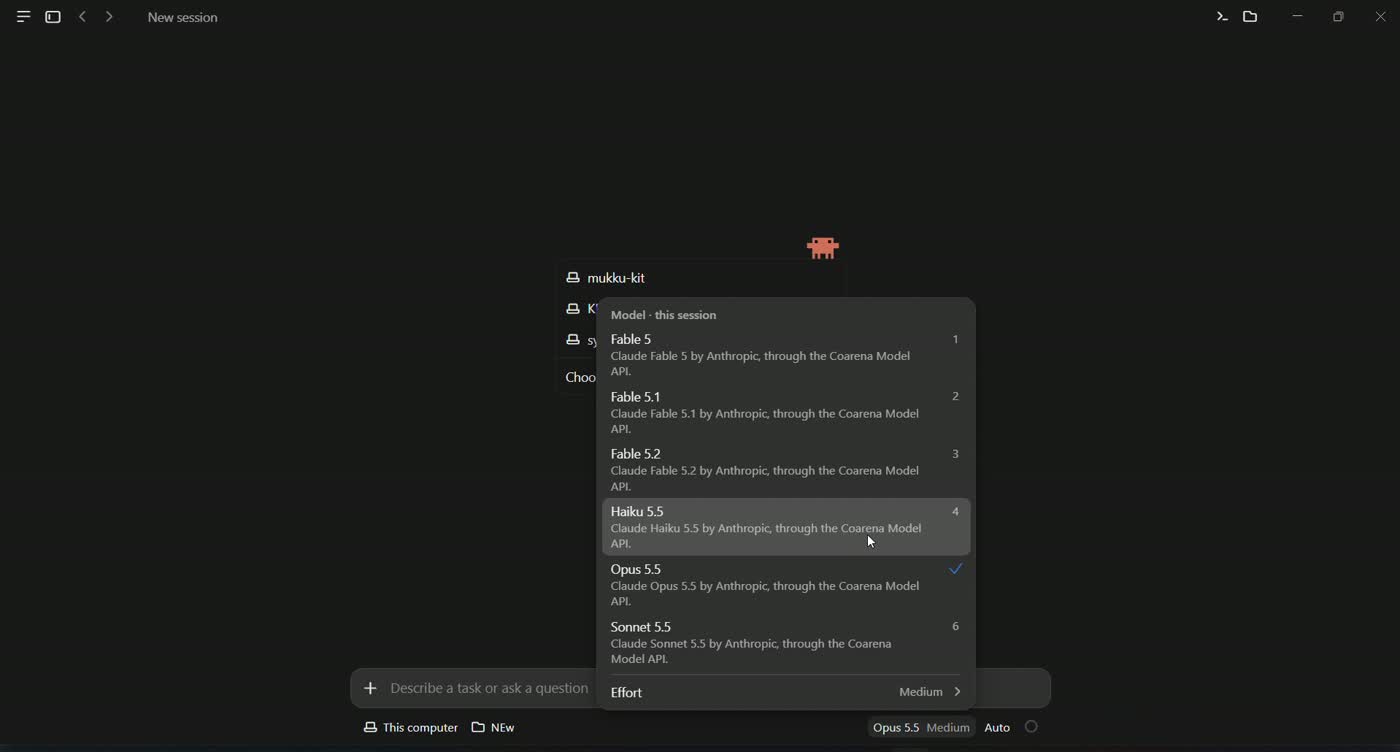 New session
mukku-kit
Model · this session
Fable 5 1
Claude Fable 5 by Anthropic, through the Coarena Model
API.
Choo
Fable 5.1 2
Claude Fable 5.1 by Anthropic, through the Coarena Model
API.
Fable 5.2 3
Claude Fable 5.2 by Anthropic, through the Coarena Model
API.
Haiku 5.5 4
Claude Haiku 5.5 by Anthropic, through the Coarena Model
API.
Opus 5.5
Claude Opus 5.5 by Anthropic, through the Coarena Model
API.
Sonnet 5.5 6
Claude Sonnet 5.5 by Anthropic, through the Coarena
Model API.
Describe a task or ask a question
Effort Medium
This computer NEw
Opus 5.5 Medium Auto